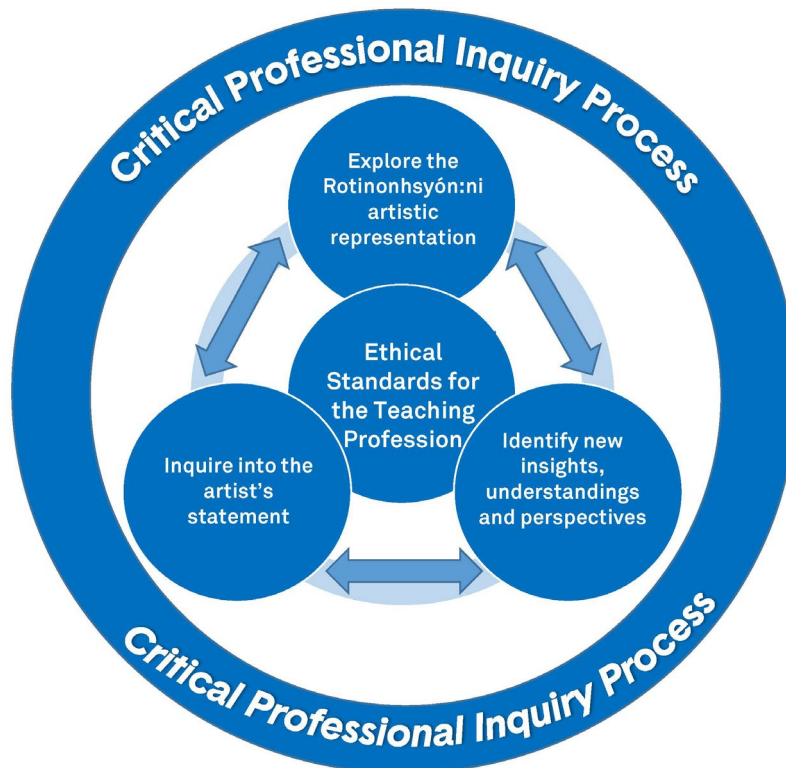 Critical Professional Inquiry Process
Explore the
Rotinonhsyón:ni
artistic
representation
Ethical
Standards for
the Teaching
Profession
Inquire into the
artist's
statement
Identify new
insights,
understandings
and perspectives
Critical Professional Inquiry Process